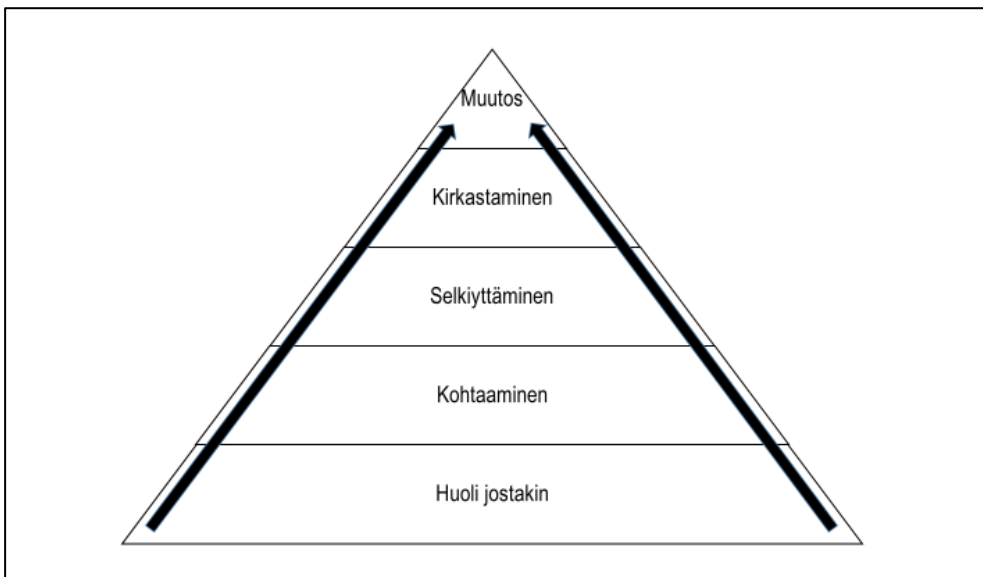 Muutos
Kirkastaminen
Selkiyttäminen
Kohtaaminen
Huoli jostakin